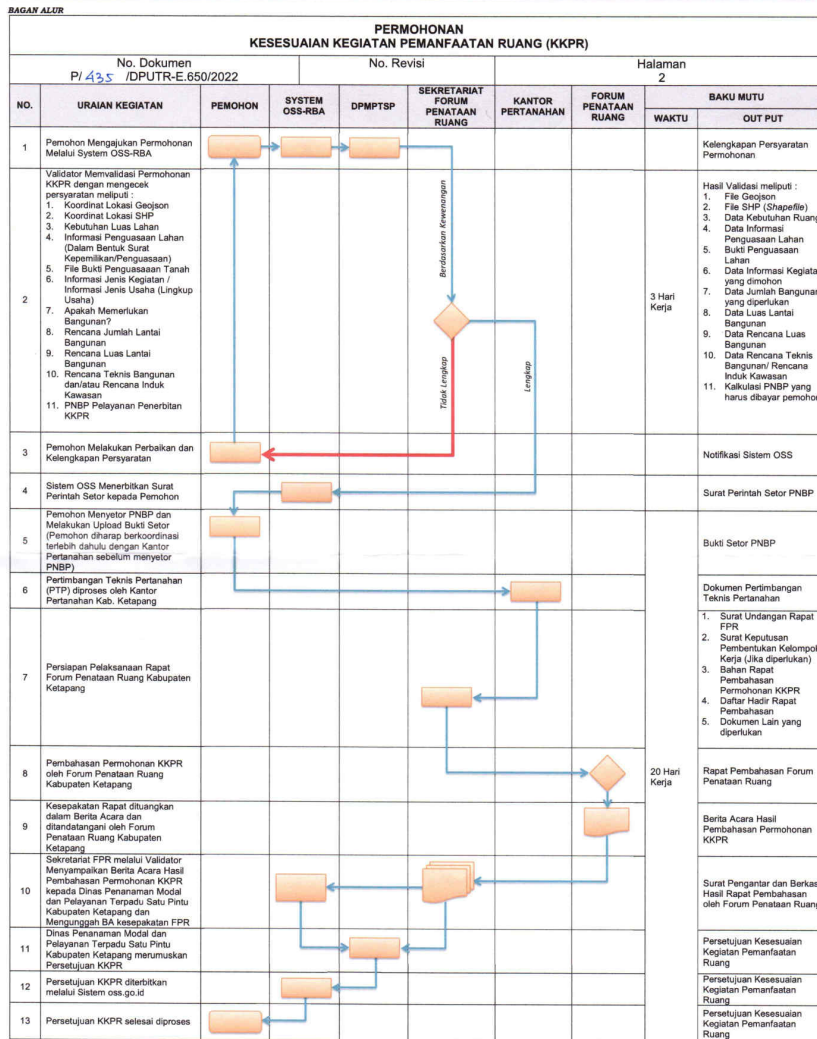 BAGAN ALUR
PERMOHONAN
KESESUAIAN KEGIATAN PEMANFAATAN RUANG (KKPR)
No. Dokumen
P/ 435 /DPUTR-E.650/2022
No. Revisi
Halaman
2
NO.
URAIAN KEGIATAN
PEMOHON
SYSTEM
OSS-RBA
DPMPTSP
SEKRETARIAT
FORUM
PENATAAN
RUANG
KANTOR
PERTANAHAN
FORUM
PENATAAN
RUANG
BAKU MUTU
WAKTU
OUT PUT
1
Pemohon Mengajukan Permohonan
Melalui System OSS-RBA
Kelengkapan Persyaratan
Permohonan
2
Validator Memvalidasi Permohonan
KKPR dengan mengecek
persyaratan meliputi :
1. Koordinat Lokasi Geojson
2. Koordinat Lokasi SHP
3. Kebutuhan Luas Lahan
4. Informasi Penguasaan Lahan
(Dalam Bentuk Surat
Kepemilikan/Penguasaan)
5. File Bukti Penguasaaan Tanah
6. Informasi Jenis Kegiatan /
Informasi Jenis Usaha (Lingkup
Usaha)
7. Apakah Memerlukan
Bangunan?
8. Rencana Jumlah Lantai
Bangunan
9. Rencana Luas Lantai
Bangunan
10. Rencana Teknis Bangunan
dan/atau Rencana Induk
Kawasan
11. PNBP Pelayanan Penerbitan
KKPR
Berdasarkan Kewenangan
Tidak Lengkap
Lengkap
3 Hari
Kerja
Hasil Validasi meliputi :
1. File Geojson
2. File SHP (Shapefile)
3. Data Kebutuhan Ruang
4. Data Informasi
Penguasaan Lahan
5. Bukti Penguasaan
Lahan
6. Data Informasi Kegiata
yang dimohon
7. Data Jumlah Bangunan
yang diperlukan
8. Data Luas Lantai
Bangunan
9. Data Rencana Luas
Bangunan
10. Data Rencana Teknis
Bangunan/ Rencana
Induk Kawasan
11. Kalkulasi PNBP yang
harus dibayar pemohon
3
Pemohon Melakukan Perbaikan dan
Kelengkapan Persyaratan
Notifikasi Sistem OSS
4
Sistem OSS Menerbitkan Surat
Perintah Setor kepada Pemohon
Surat Perintah Setor PNBP
5
Pemohon Menyetor PNBP dan
Melakukan Upload Bukti Setor
(Pemohon diharap berkoordinasi
terlebih dahulu dengan Kantor
Pertanahan sebelum menyetor
PNBP)
Bukti Setor PNBP
6
Pertimbangan Teknis Pertanahan
(PTP) diproses oleh Kantor
Pertanahan Kab. Ketapang
Dokumen Pertimbangan
Teknis Pertanahan
7
Persiapan Pelaksanaan Rapat
Forum Penataan Ruang Kabupaten
Ketapang
1. Surat Undangan Rapat
FPR
2. Surat Keputusan
Pembentukan Kelompok
Kerja (Jika diperlukan)
3. Bahan Rapat
Pembahasan
Permohonan KKPR
4. Daftar Hadir Rapat
Pembahasan
5. Dokumen Lain yang
diperlukan
8
Pembahasan Permohonan KKPR
oleh Forum Penataan Ruang
Kabupaten Ketapang
20 Hari
Kerja
Rapat Pembahasan Forum
Penataan Ruang
9
Kesepakatan Rapat dituangkan
dalam Berita Acara dan
ditandatangani oleh Forum
Penataan Ruang Kabupaten
Ketapang
Berita Acara Hasil
Pembahasan Permohonan
KKPR
10
Sekretariat FPR melalui Validator
Menyampaikan Berita Acara Hasil
Pembahasan Permohonan KKPR
kepada Dinas Penanaman Modal
dan Pelayanan Terpadu Satu Pintu
Kabupaten Ketapang dan
Mengunggah BA kesepakatan FPR
Surat Pengantar dan Berkas
Hasil Rapat Pembahasan
oleh Forum Penataan Ruang
11
Dinas Penanaman Modal dan
Pelayanan Terpadu Satu Pintu
Kabupaten Ketapang merumuskan
Persetujuan KKPR
Persetujuan Kesesuaian
Kegiatan Pemanfaatan
Ruang
12
Persetujuan KKPR diterbitkan
melalui Sistem oss.go.id
Persetujuan Kesesuaian
Kegiatan Pemanfaatan
Ruang
13
Persetujuan KKPR selesai diproses
Persetujuan Kesesuaian
Kegiatan Pemanfaatan
Ruang